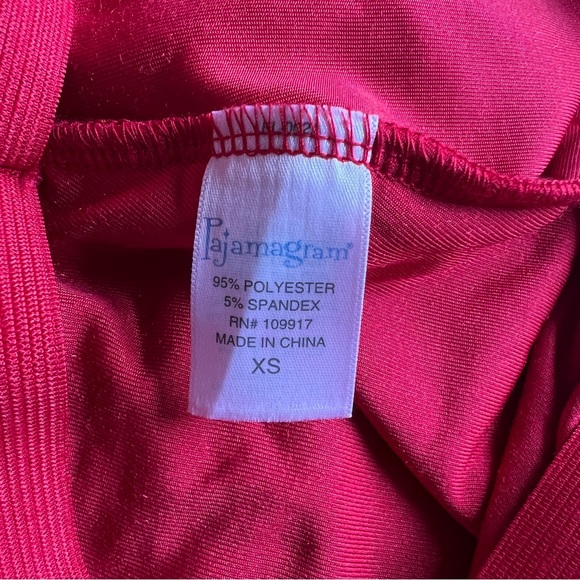 Pajamagram®
95% POLYESTER
5% SPANDEX
RN# 109917
MADE IN CHINA
XS